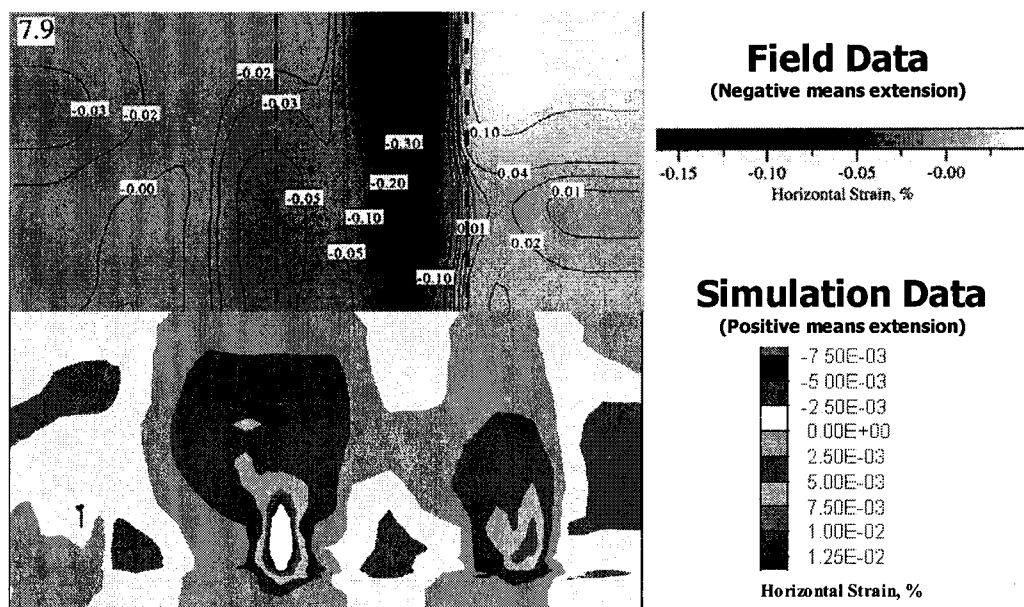 7.9
-0.02
-0.03
-0.03
-0.02
-0.30
0.10
-0.00
-0.05
-0.20
0.04
0.01
-0.10
0.01
0.02
-0.05
-0.10
Field Data
(Negative means extension)
-0.15 -0.10 -0.05 -0.00
Horizontal Strain, %
Simulation Data
(Positive means extension)
-7.50E-03
-5.00E-03
-2.50E-03
0.00E+00
2.50E-03
5.00E-03
7.50E-03
1.00E-02
1.25E-02
Horizontal Strain, %